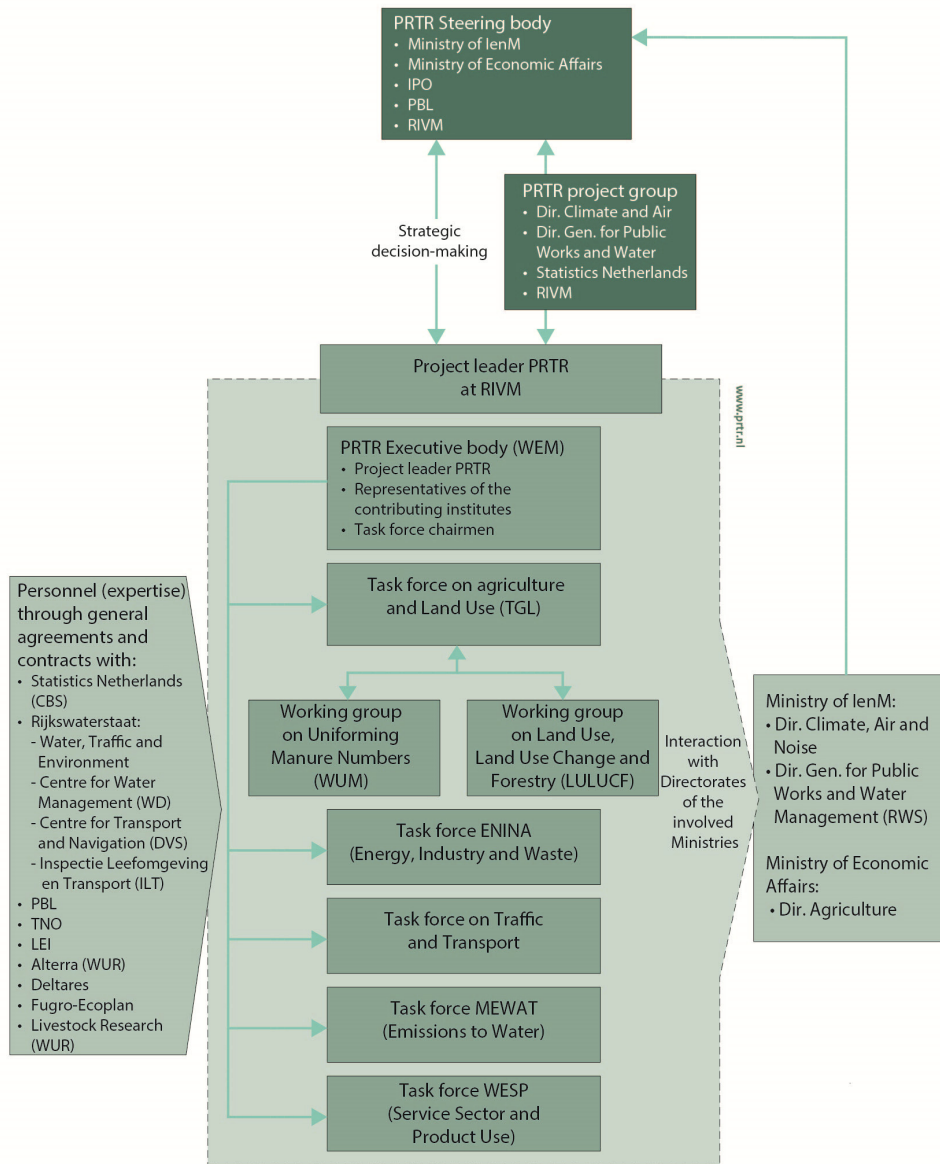 PRTR Steering body
• Ministry of IenM
• Ministry of Economic Affairs
• IPO
• PBL
• RIVM
PRTR project group
• Dir. Climate and Air
• Dir. Gen. for Public
Works and Water
• Statistics Netherlands
• RIVM
Strategic
decision-making
Project leader PRTR
at RIVM
www.prtr.nl
PRTR Executive body (WEM)
• Project leader PRTR
• Representatives of the
contributing institutes
• Task force chairmen
Task force on agriculture
and Land Use (TGL)
Working group
on Uniforming
Manure Numbers
(WUM)
Working group
on Land Use,
Land Use Change and
Forestry (LULUCF)
Task force ENINA
(Energy, Industry and Waste)
Task force on Traffic
and Transport
Task force MEWAT
(Emissions to Water)
Task force WESP
(Service Sector and
Product Use)
Personnel (expertise)
through general
agreements and
contracts with:
• Statistics Netherlands
(CBS)
• Rijkswaterstaat:
- Water, Traffic and
Environment
- Centre for Water
Management (WD)
- Centre for Transport
and Navigation (DVS)
- Inspectie Leefomgeving
en Transport (ILT)
• PBL
• TNO
• LEI
• Alterra (WUR)
• Deltares
• Fugro-Ecoplan
• Livestock Research
(WUR)
Interaction
with
Directorates
of the
involved
Ministries
Ministry of IenM:
• Dir. Climate, Air and
Noise
• Dir. Gen. for Public
Works and Water
Management (RWS)
Ministry of Economic
Affairs:
• Dir. Agriculture